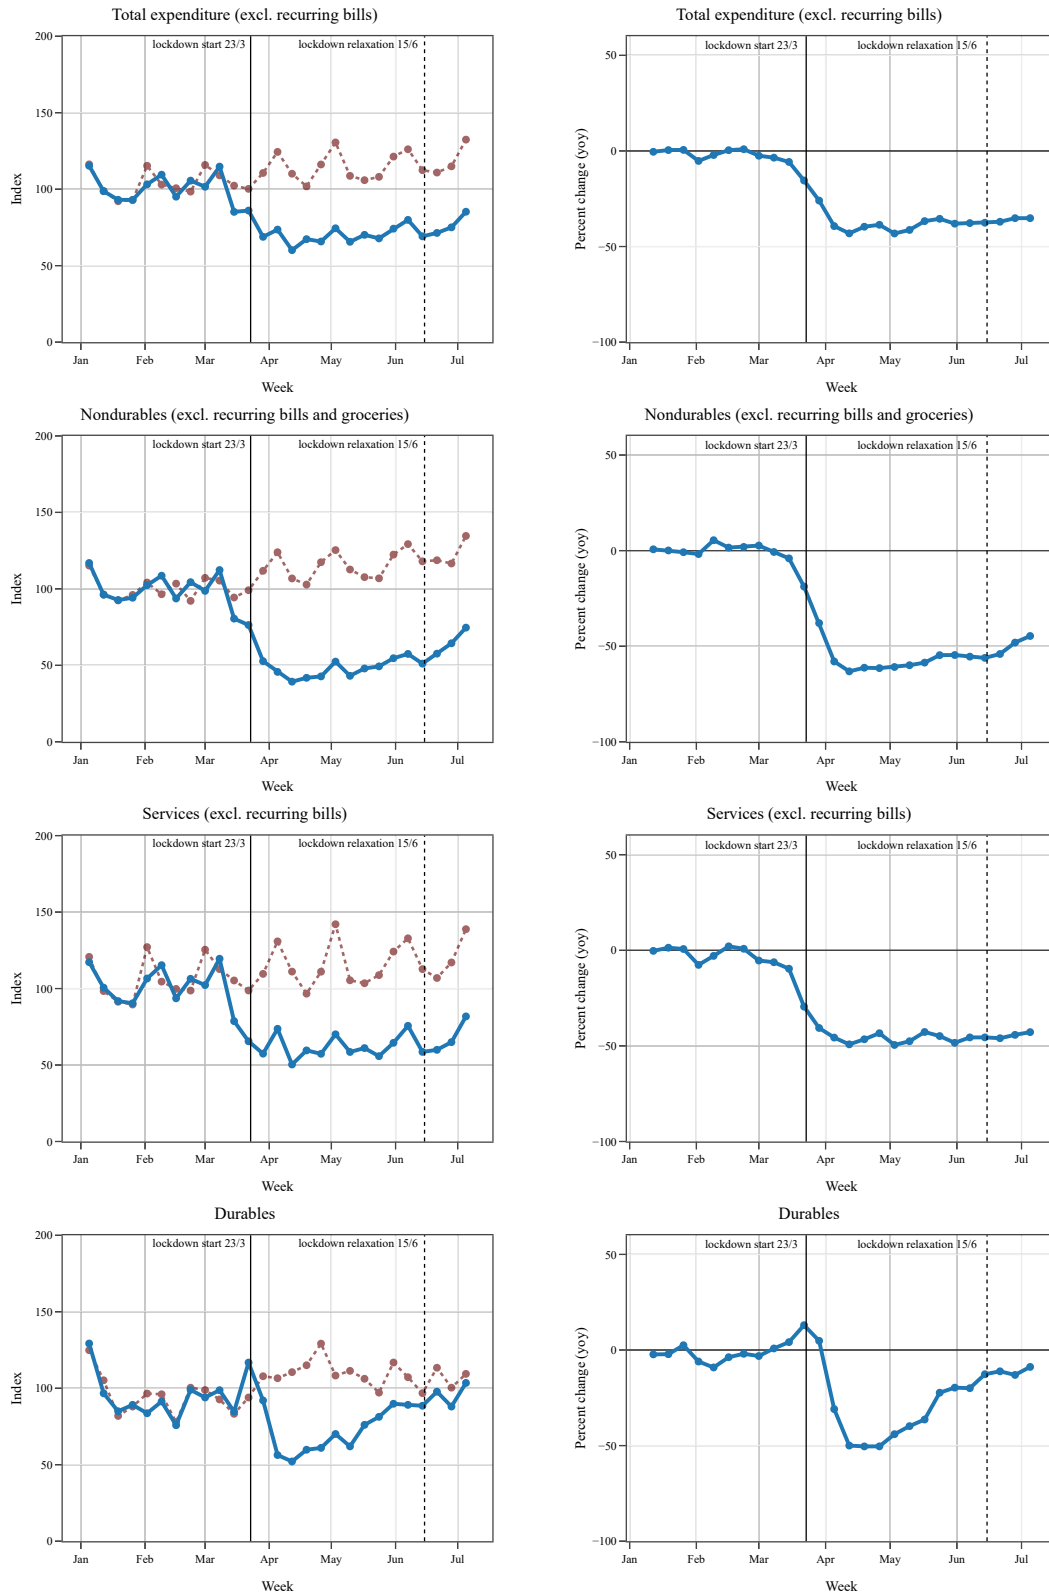 Total expenditure (excl. recurring bills)
200
150
100
50
0
Index
lockdown start 23/3
lockdown relaxation 15/6
Jan Feb Mar Apr May Jun Jul
Week
Total expenditure (excl. recurring bills)
50
0
−50
−100
Percent change (yoy)
lockdown start 23/3
lockdown relaxation 15/6
Jan Feb Mar Apr May Jun Jul
Week
Nondurables (excl. recurring bills and groceries)
200
150
100
50
0
Index
lockdown start 23/3
lockdown relaxation 15/6
Jan Feb Mar Apr May Jun Jul
Week
Nondurables (excl. recurring bills and groceries)
50
0
−50
−100
Percent change (yoy)
lockdown start 23/3
lockdown relaxation 15/6
Jan Feb Mar Apr May Jun Jul
Week
Services (excl. recurring bills)
200
150
100
50
0
Index
lockdown start 23/3
lockdown relaxation 15/6
Jan Feb Mar Apr May Jun Jul
Week
Services (excl. recurring bills)
50
0
−50
−100
Percent change (yoy)
lockdown start 23/3
lockdown relaxation 15/6
Jan Feb Mar Apr May Jun Jul
Week
Durables
200
150
100
50
0
Index
lockdown start 23/3
lockdown relaxation 15/6
Jan Feb Mar Apr May Jun Jul
Week
Durables
50
0
−50
−100
Percent change (yoy)
lockdown start 23/3
lockdown relaxation 15/6
Jan Feb Mar Apr May Jun Jul
Week